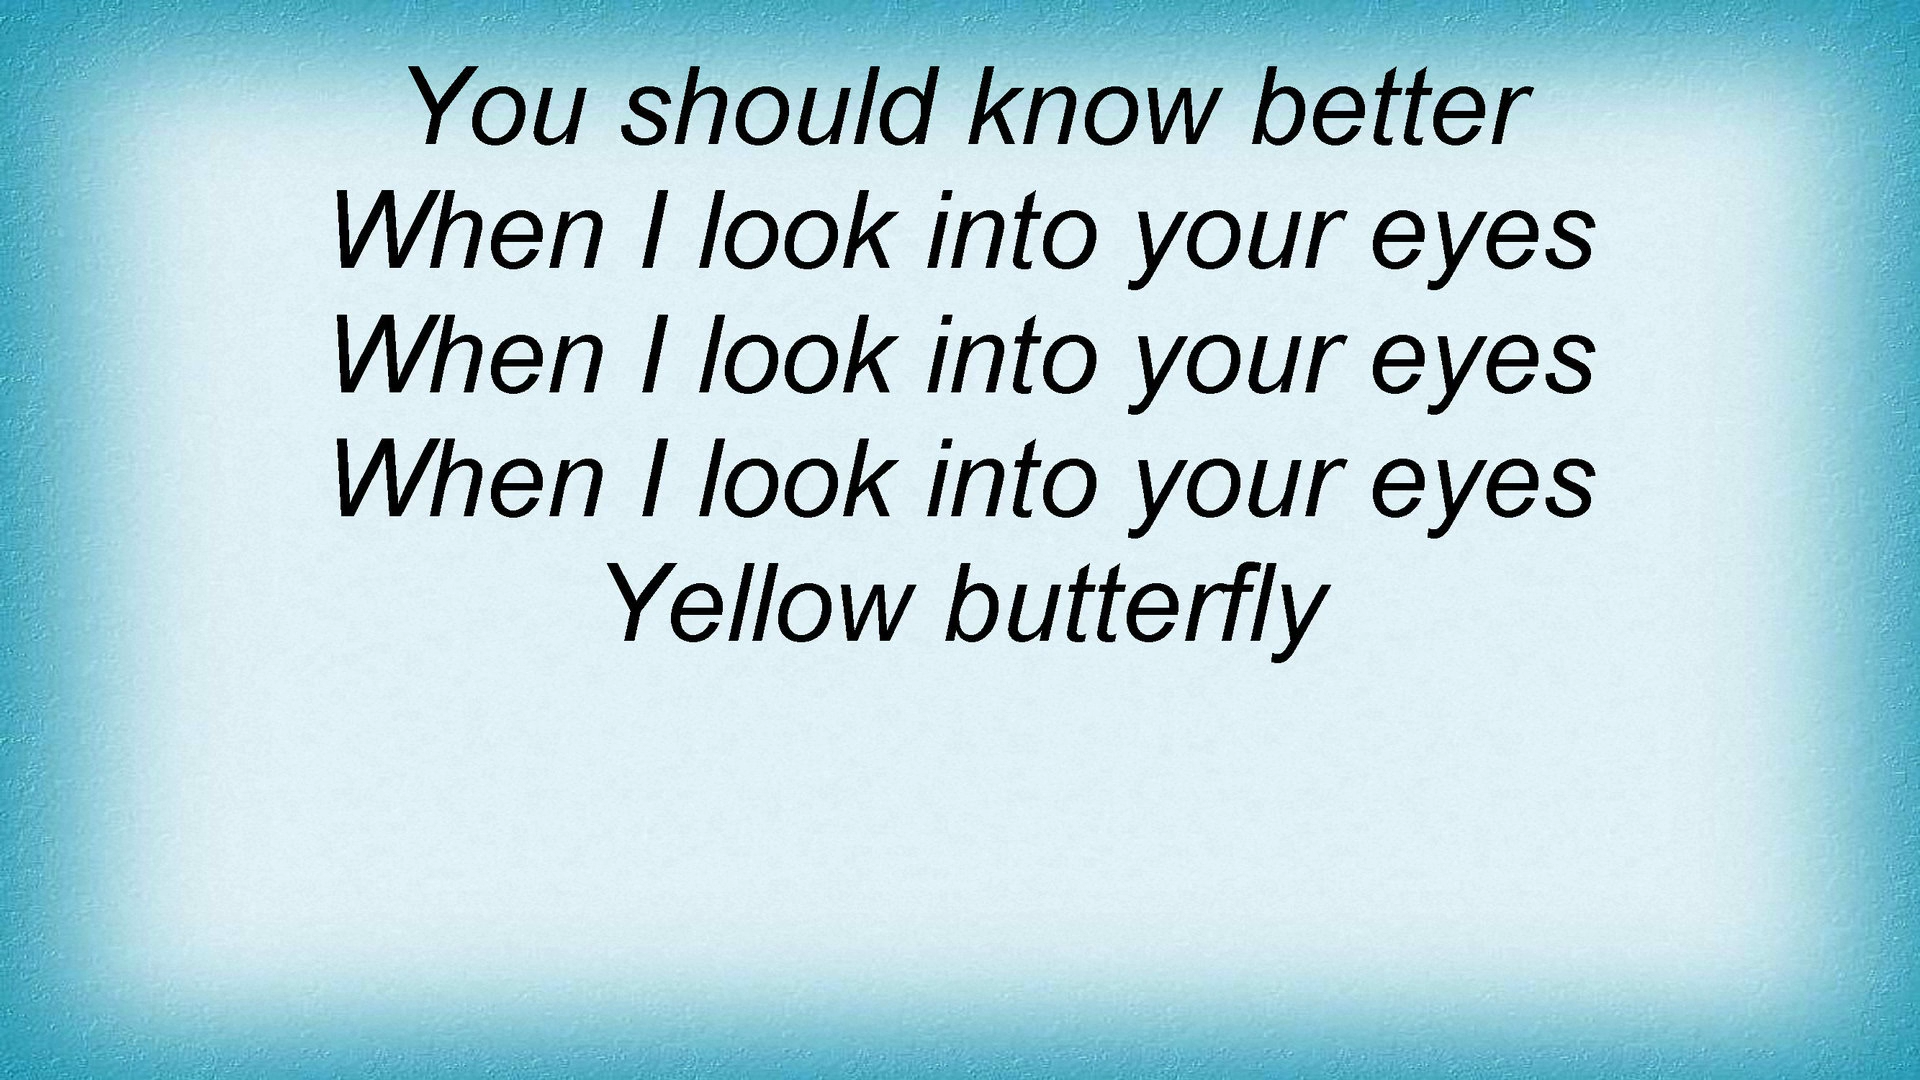 You should know better
When I look into your eyes
When I look into your eyes
When I look into your eyes
Yellow butterfly